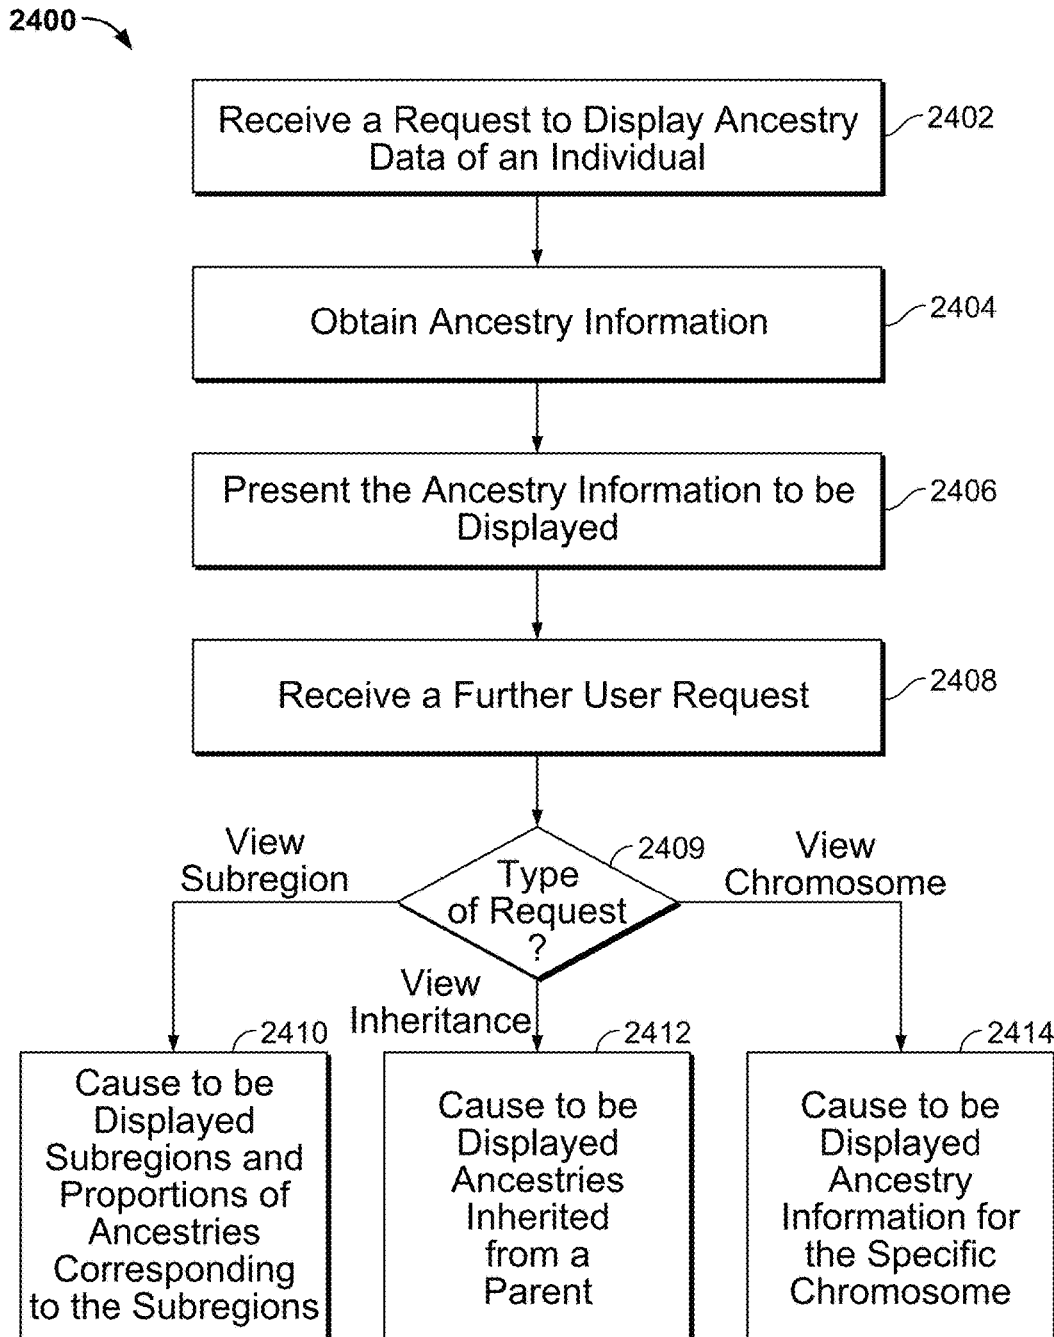 2400
Receive a Request to Display Ancestry
Data of an Individual
2402
Obtain Ancestry Information
2404
Present the Ancestry Information to be
Displayed
2406
Receive a Further User Request
2408
View
Subregion
Type
of Request
?
2409
View
Chromosome
View
Inheritance
2410
Cause to be
Displayed
Subregions and
Proportions of
Ancestries
Corresponding
to the Subregions
2412
Cause to be
Displayed
Ancestries
Inherited
from a
Parent
2414
Cause to be
Displayed
Ancestry
Information for
the Specific
Chromosome